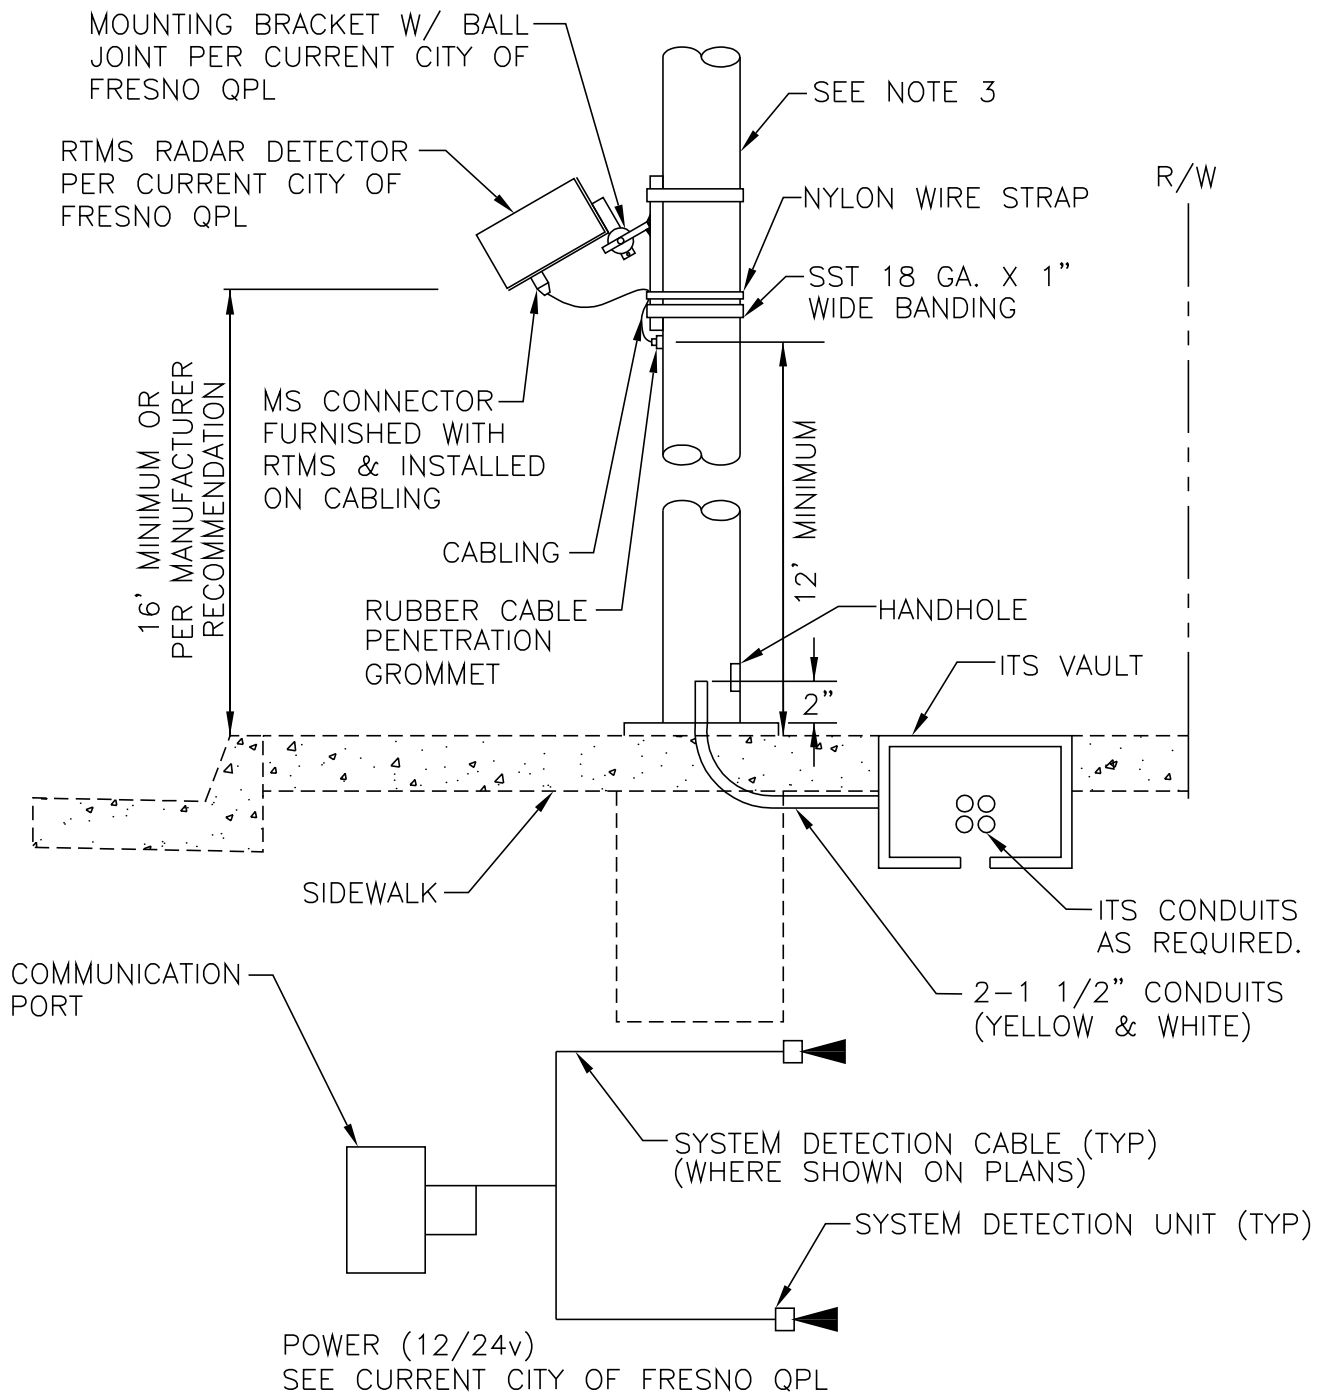 MOUNTING BRACKET W/ BALL
JOINT PER CURRENT CITY OF
FRESNO QPL
SEE NOTE 3
RTMS RADAR DETECTOR
PER CURRENT CITY OF
FRESNO QPL
R/W
NYLON WIRE STRAP
SST 18 GA. X 1"
WIDE BANDING
16' MINIMUM OR
PER MANUFACTURER
RECOMMENDATION
MS CONNECTOR
FURNISHED WITH
RTMS & INSTALLED
ON CABLING
12' MINIMUM
CABLING
RUBBER CABLE
PENETRATION
GROMMET
HANDHOLE
ITS VAULT
2"
SIDEWALK
ITS CONDUITS
AS REQUIRED.
2-1 1/2" CONDUITS
(YELLOW & WHITE)
COMMUNICATION
PORT
SYSTEM DETECTION CABLE (TYP)
(WHERE SHOWN ON PLANS)
SYSTEM DETECTION UNIT (TYP)
POWER (12/24v)
SEE CURRENT CITY OF FRESNO QPL